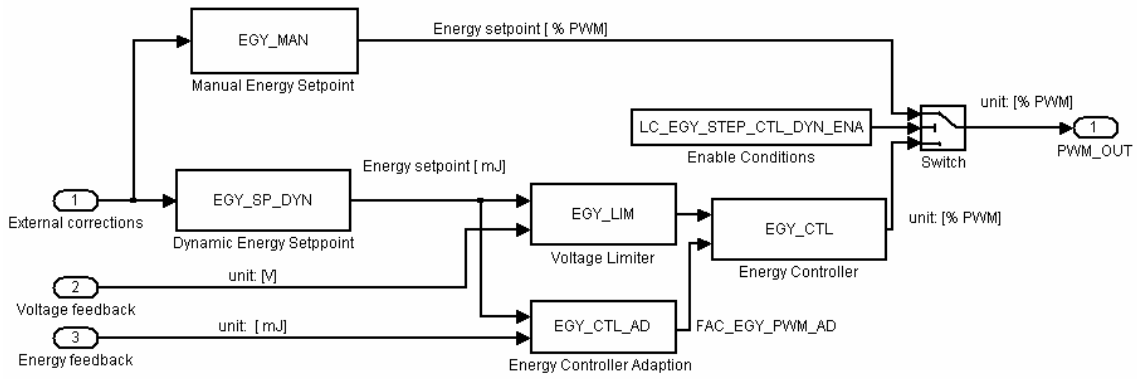 EGY_MAN
Manual Energy Setpoint
Energy setpoint [ % PWM]
LC_EGY_STEP_CTL_DYN_ENA
Enable Conditions
Switch
unit: [% PWM]
1
PWM_OUT
1
External corrections
EGY_SP_DYN
Dynamic Energy Setppoint
Energy setpoint [ mJ]
EGY_LIM
Voltage Limiter
EGY_CTL
Energy Controller
unit: [% PWM]
2
Voltage feedback
unit: [V]
3
Energy feedback
unit: [ mJ]
EGY_CTL_AD
Energy Controller Adaption
FAC_EGY_PWM_AD